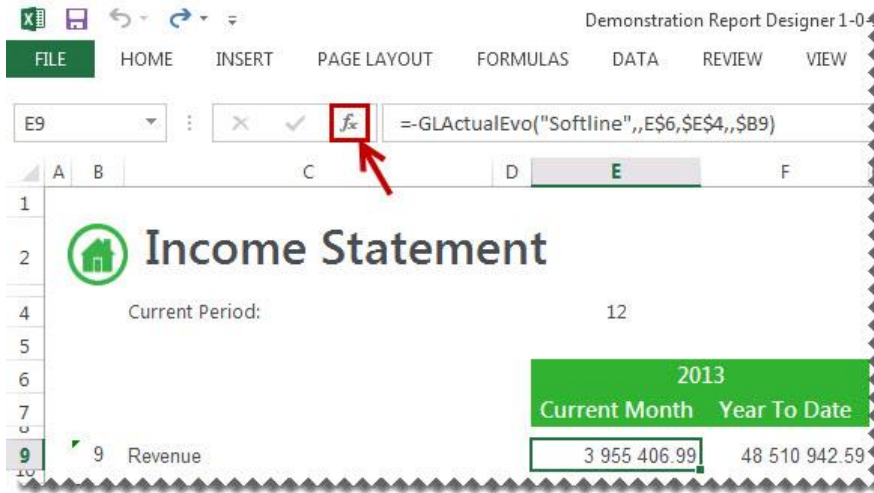 Demonstration Report Designer 1-0-
FILE HOME INSERT PAGE LAYOUT FORMULAS DATA REVIEW VIEW
E9 fx =-GLActualEvo("Softline",,E$6,$E$4,,$B9)
A B C D E F
1
2 Income Statement
4 Current Period: 12
5
6 2013
7 Current Month Year To Date
9 9 Revenue 3 955 406.99 48 510 942.59